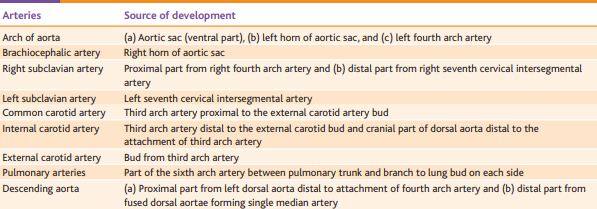 Arteries Source of development
Arch of aorta (a) Aortic sac (ventral part), (b) left horn of aortic sac, and (c) left fourth arch artery
Brachiocephalic artery Right horn of aortic sac
Right subclavian artery Proximal part from right fourth arch artery and (b) distal part from right seventh cervical intersegmental
artery
Left subclavian artery Left seventh cervical intersegmental artery
Common carotid artery Third arch artery proximal to the external carotid artery bud
Internal carotid artery Third arch artery distal to the external carotid bud and cranial part of dorsal aorta distal to the
attachment of third arch artery
External carotid artery Bud from third arch artery
Pulmonary arteries Part of the sixth arch artery between pulmonary trunk and branch to lung bud on each side
Descending aorta (a) Proximal part from left dorsal aorta distal to attachment of fourth arch artery and (b) distal part from
fused dorsal aortae forming single median artery